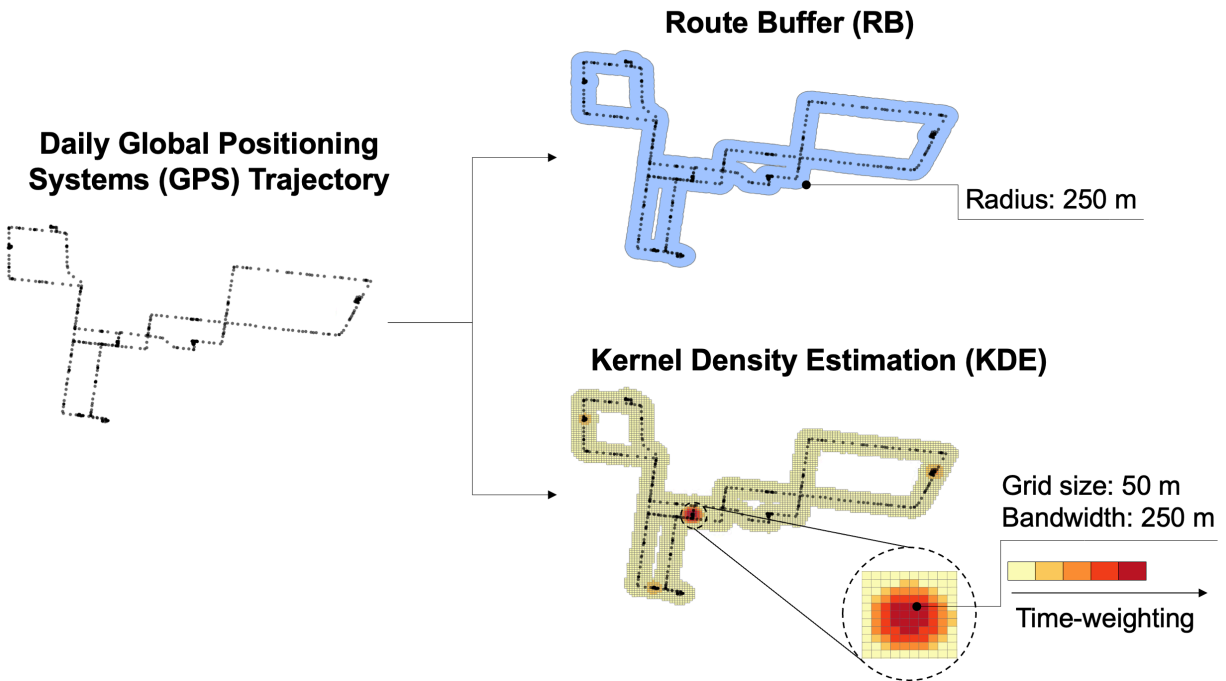 Route Buffer (RB)
Daily Global Positioning
Systems (GPS) Trajectory
Radius: 250 m
Kernel Density Estimation (KDE)
Grid size: 50 m
Bandwidth: 250 m
Time-weighting